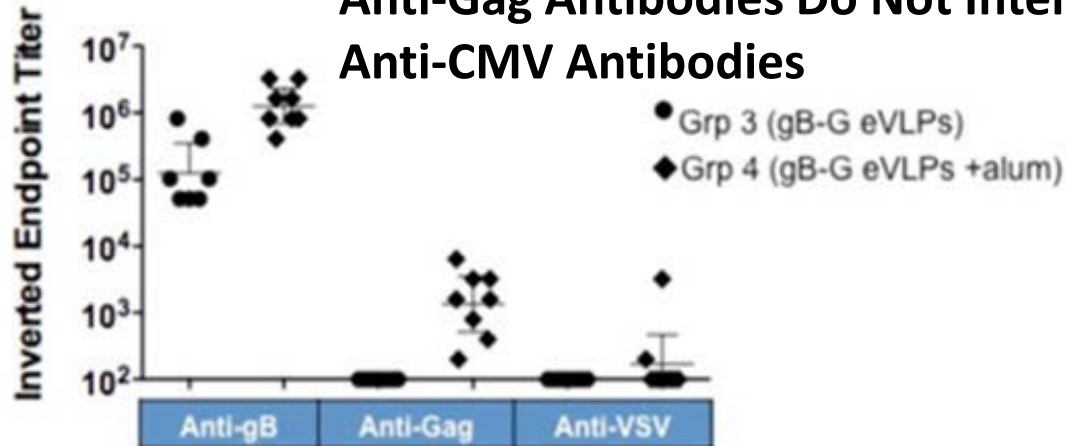 Anti-Gag Antibodies Do Not
Anti-CMV Antibodies
Inverted Endpoint Titer
10⁷
10⁶
10⁵
10⁴
10³
10²
Grp 3 (gB-G eVLPs)
Grp 4 (gB-G eVLPs +alum)
Anti-gB Anti-Gag Anti-VSV